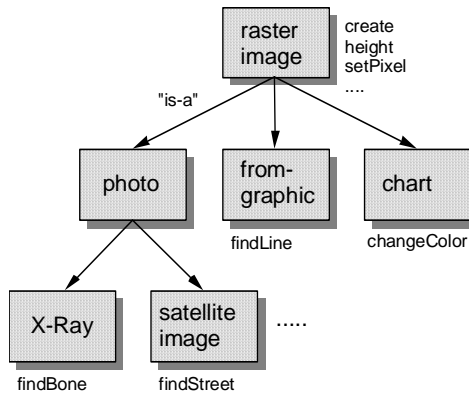 raster
image
create
height
setPixel
....
"is-a"
photo
from-
graphic
chart
findLine
changeColor
X-Ray
satellite
image
.....
findBone
findStreet